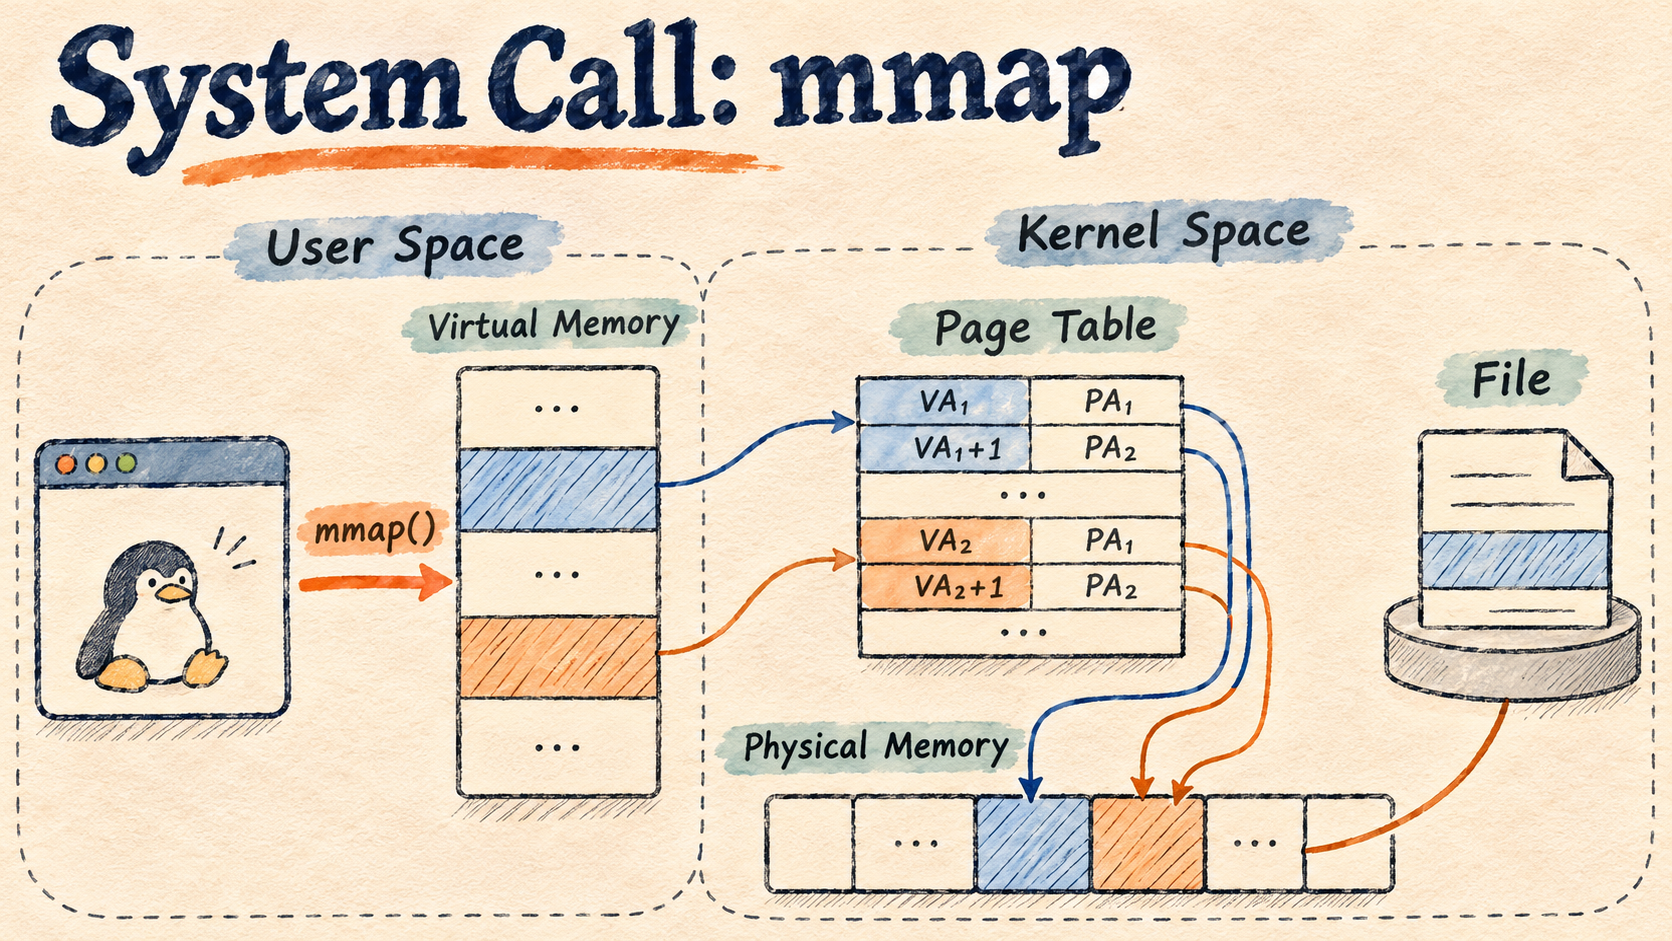 System Call: mmap
User Space
Kernel Space
Virtual Memory
Page Table
File
...
VA₁ PA₁
VA₁+1 PA₂
...
mmap()
VA₂ PA₁
...
VA₂+1 PA₂
...
Physical Memory
...
... ...